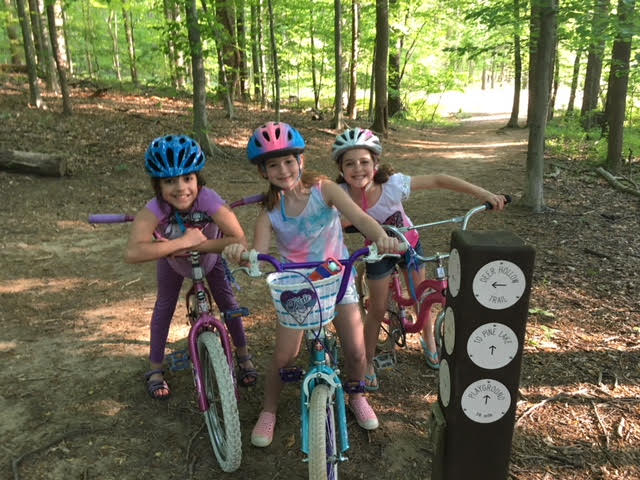 DEER HOLLOW
←
TRAIL
TO PINE LAKE
↑
PLAYGROUND
↑